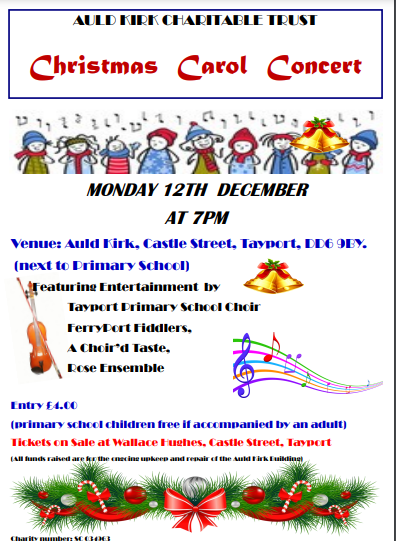 AULD KIRK CHARITABLE TRUST
Christmas Carol Concert
MONDAY 12TH DECEMBER
AT 7PM
Venue: Auld Kirk, Castle Street, Tayport, DD6 9BY.
(next to Primary School)
Featuring Entertainment by
Tayport Primary School Choir
FerryPort Fiddlers,
A Choir'd Taste,
Rose Ensemble
Entry £4.00
(primary school children free if accompanied by an adult)
Tickets on Sale at Wallace Hughes, Castle Street, Tayport
(All funds raised are for the ongoing upkeep and repair of the Auld Kirk Building)
Charity number: SC